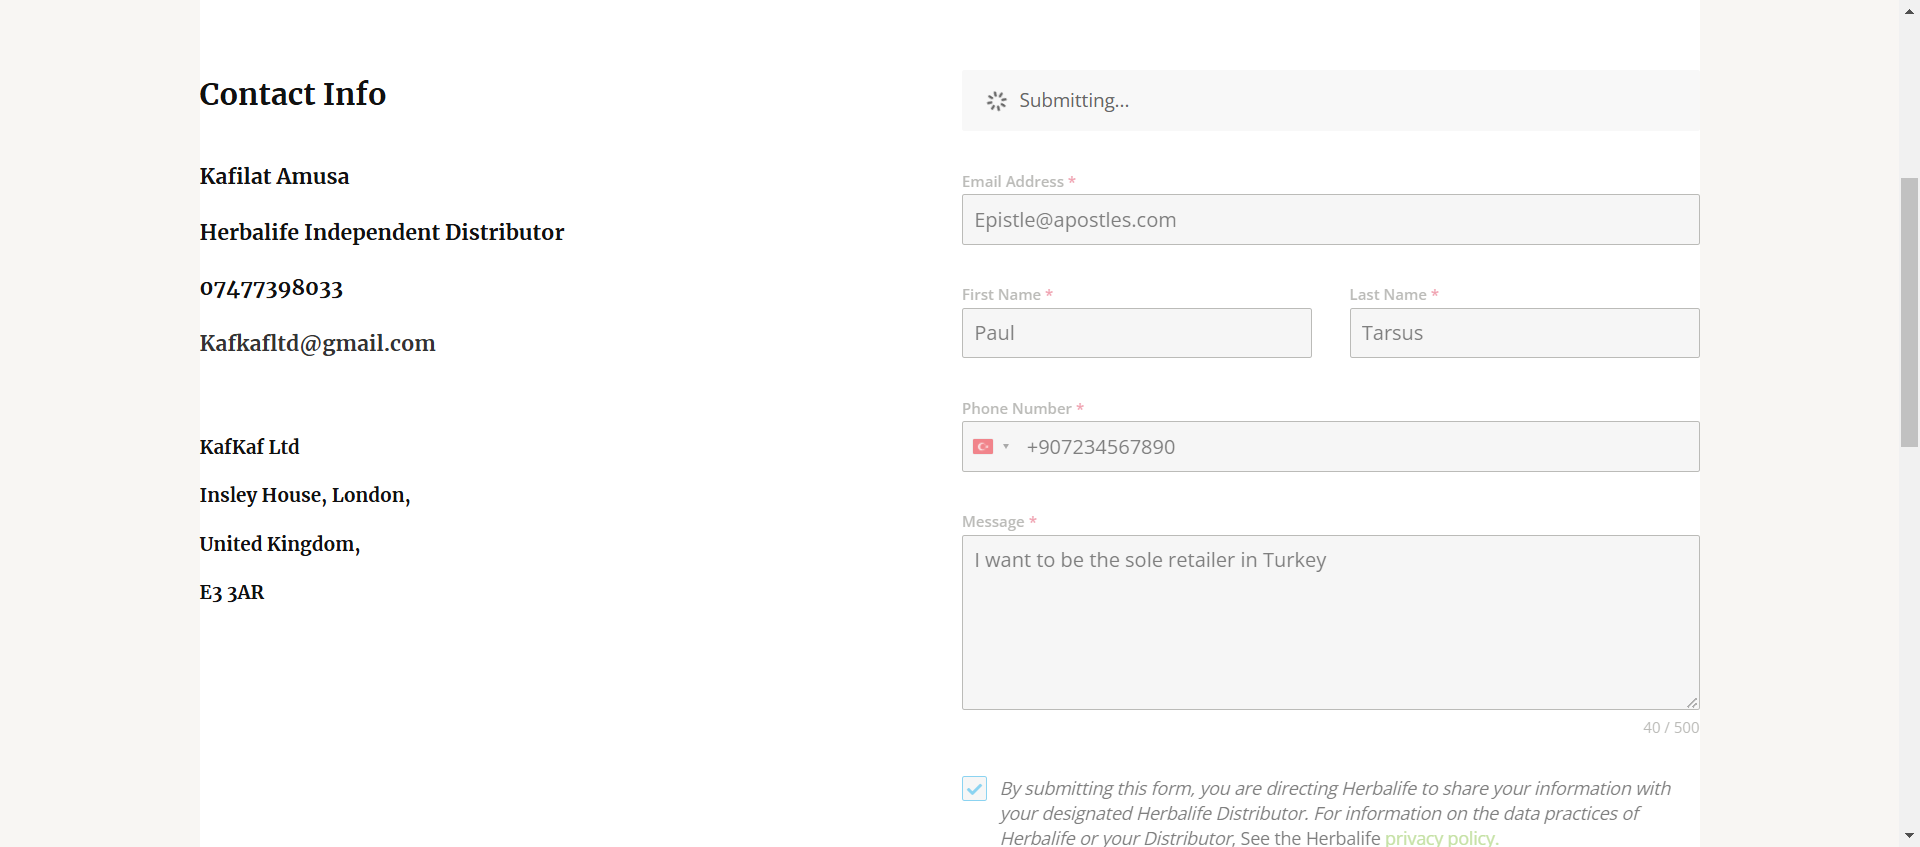 Contact Info
Kafilat Amusa
Herbalife Independent Distributor
07477398033
Kafkafltd@gmail.com
KafKaf Ltd
Insley House, London,
United Kingdom,
E3 3AR
Submitting...
Email Address *
Epistle@apostles.com
First Name *
Paul
Last Name *
Tarsus
Phone Number *
+907234567890
Message *
I want to be the sole retailer in Turkey
40 / 500
By submitting this form, you are directing Herbalife to share your information with
your designated Herbalife Distributor. For information on the data practices of
Herbalife or your Distributor, See the Herbalife privacy policy.